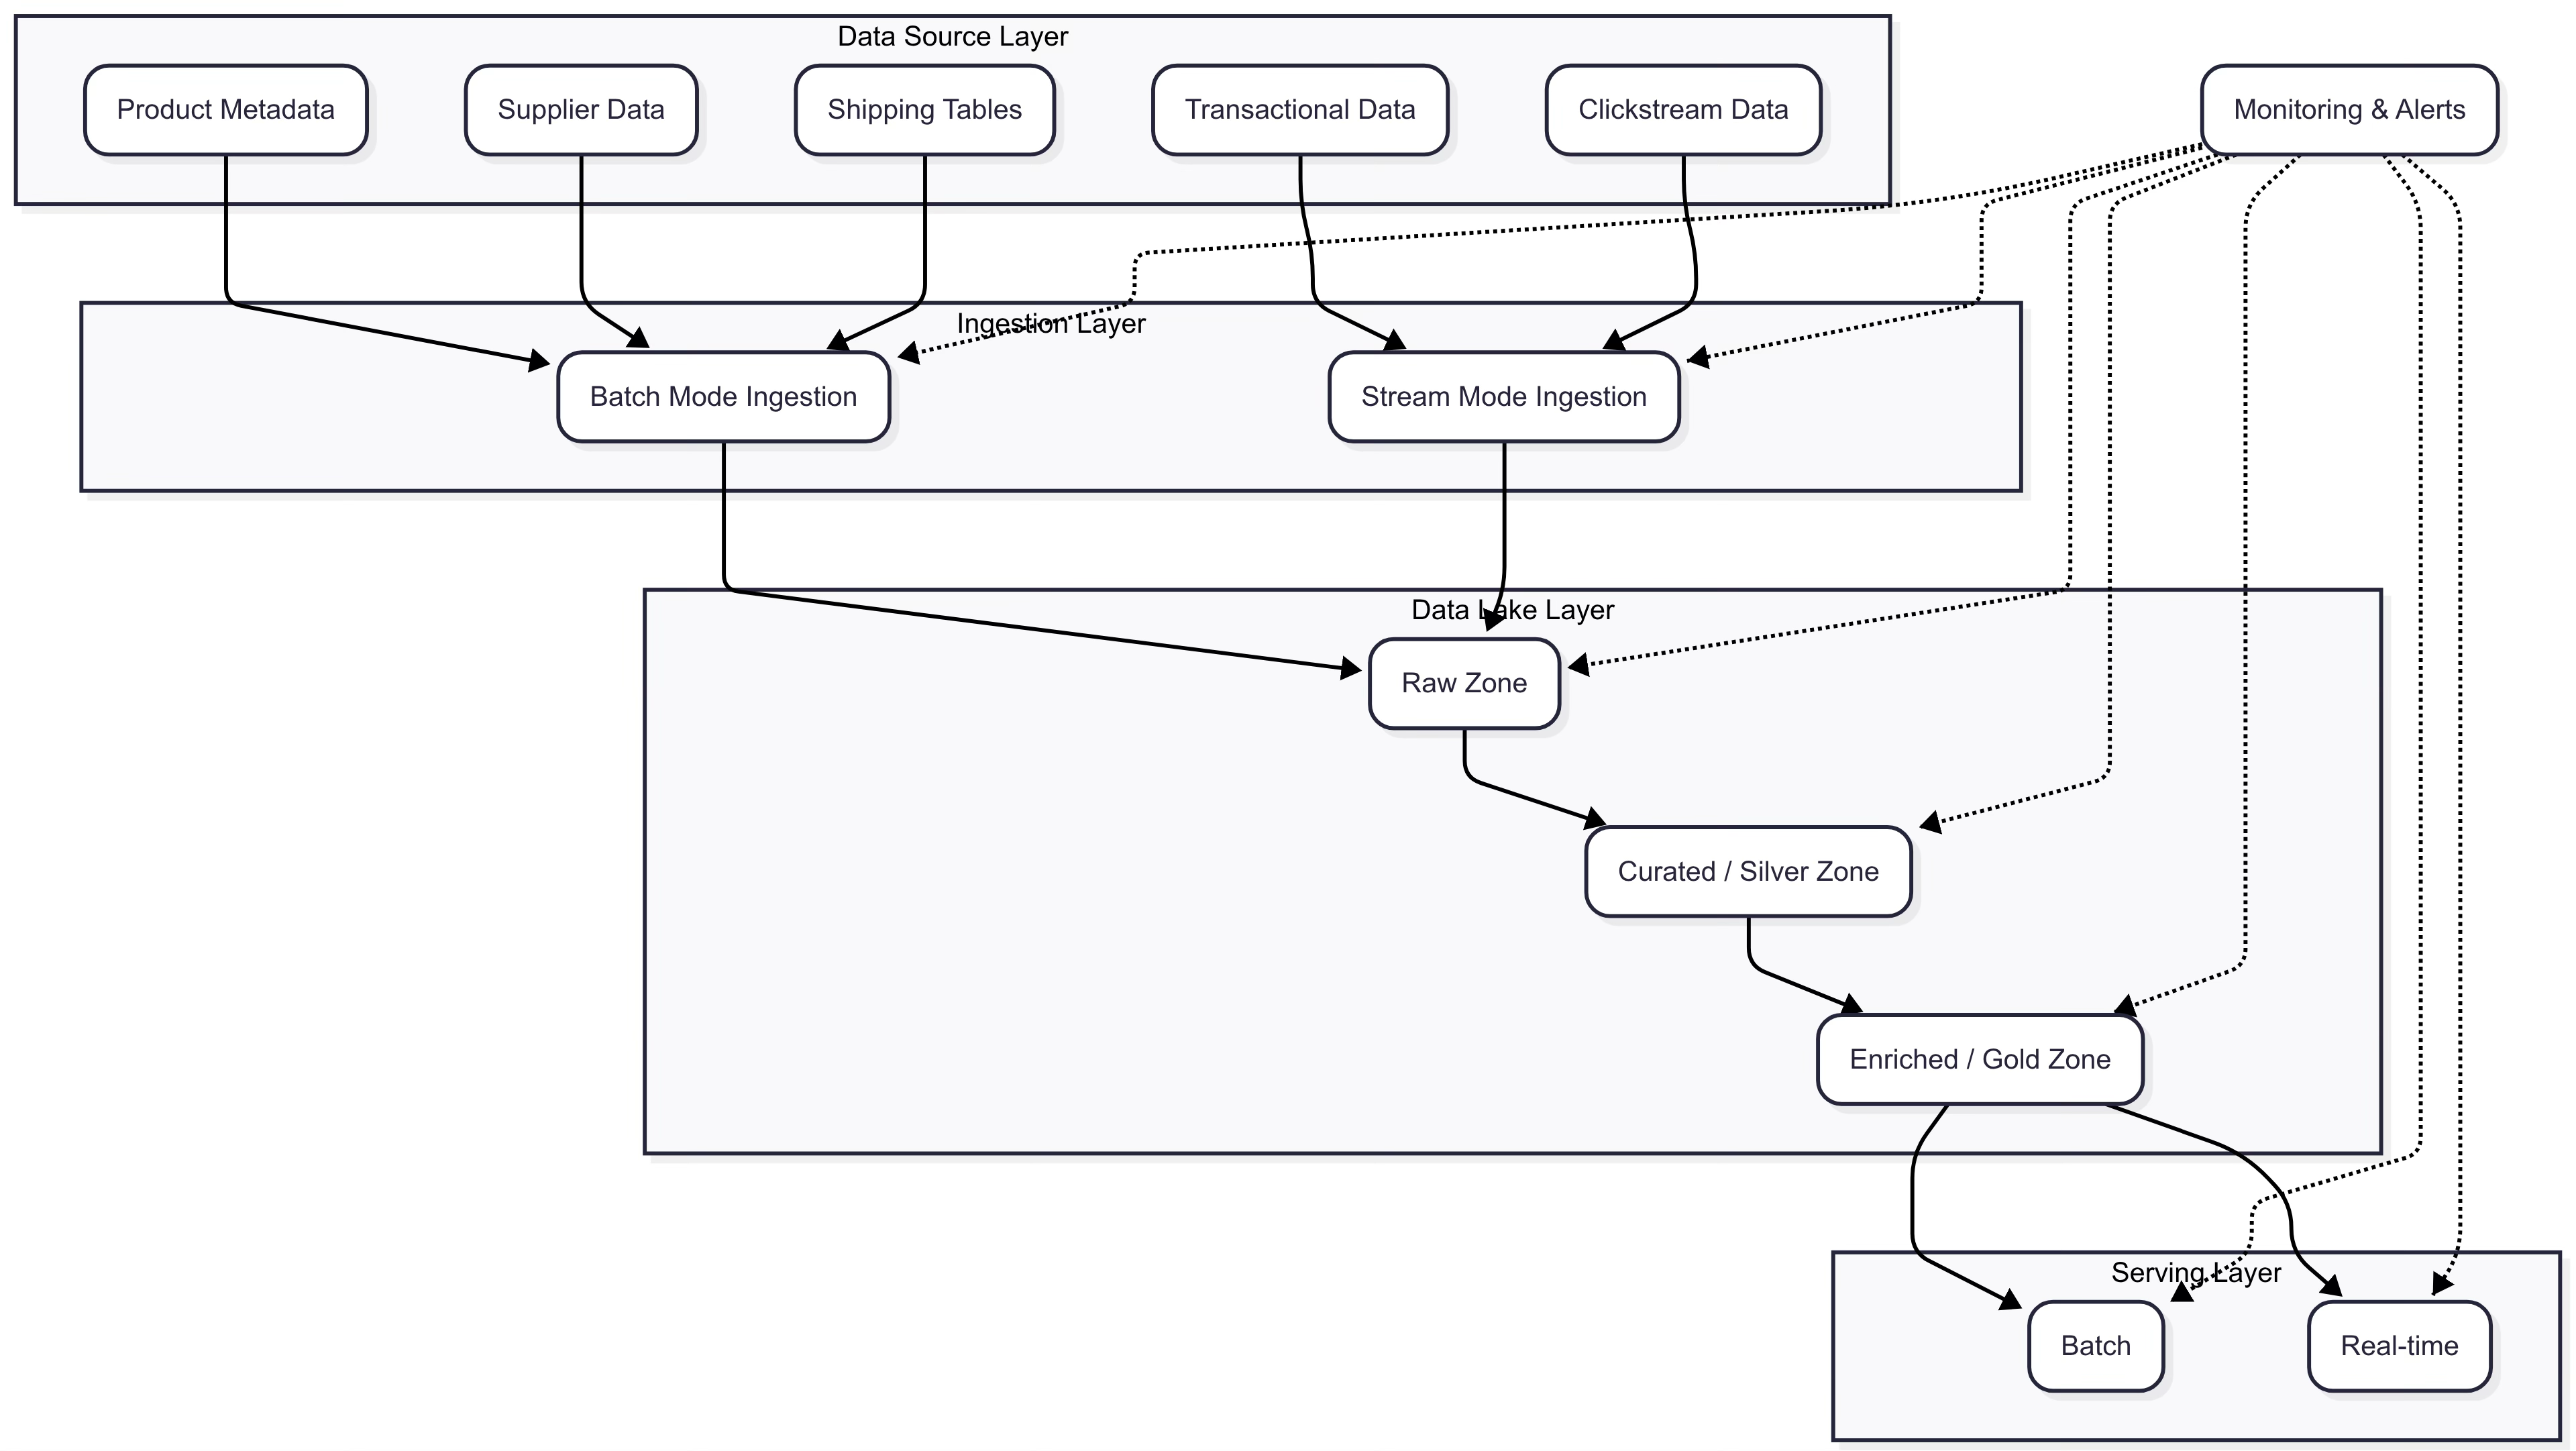 Data Source Layer
Product Metadata
Supplier Data
Shipping Tables
Transactional Data
Clickstream Data
Monitoring & Alerts
Ingestion Layer
Batch Mode Ingestion
Stream Mode Ingestion
Data Lake Layer
Raw Zone
Curated / Silver Zone
Enriched / Gold Zone
Serving Layer
Batch
Real-time